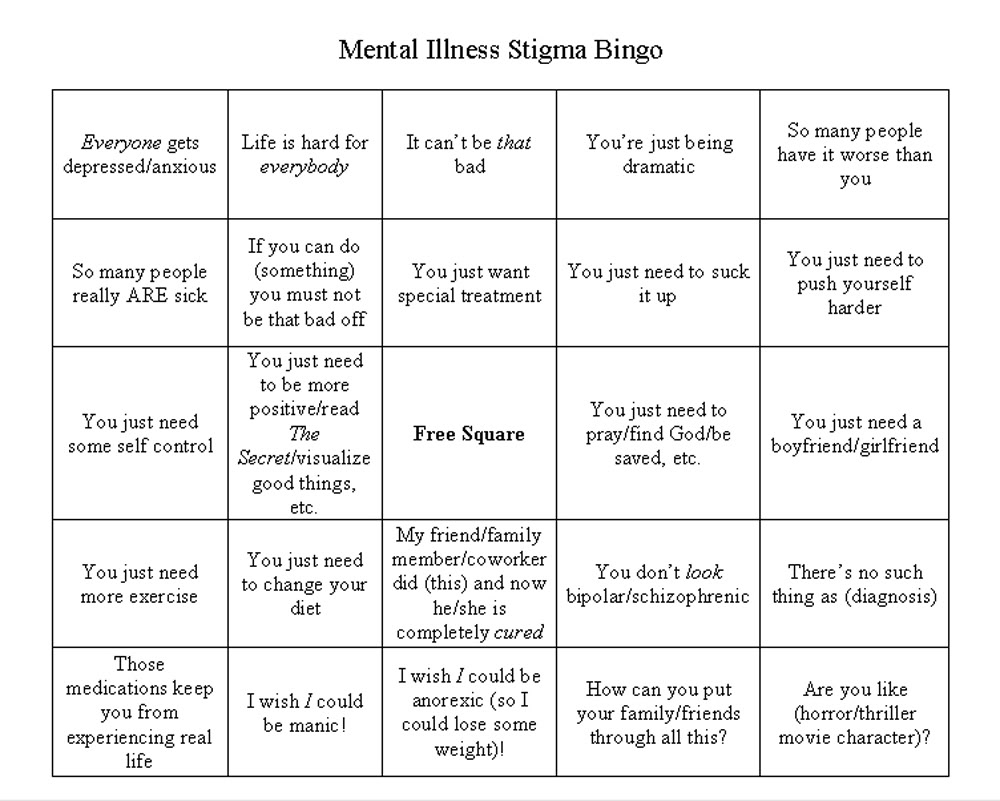 Mental Illness Stigma Bingo
Everyone gets
depressed/anxious
Life is hard for
everybody
It can't be that
bad
You're just being
dramatic
So many people
have it worse than
you
So many people
really ARE sick
If you can do
(something)
you must not
be that bad off
You just want
special treatment
You just need to suck
it up
You just need to
push yourself
harder
You just need
some self control
You just need
to be more
positive/read
The
Secret/visualize
good things,
etc.
Free Square
You just need to
pray/find God/be
saved, etc.
You just need a
boyfriend/girlfriend
You just need
more exercise
You just need
to change your
diet
My friend/family
member/coworker
did (this) and now
he/she is
completely cured
You don't look
bipolar/schizophrenic
There's no such
thing as (diagnosis)
Those
medications keep
you from
experiencing real
life
I wish I could
be manic!
I wish I could be
anorexic (so I
could lose some
weight)!
How can you put
your family/friends
through all this?
Are you like
(horror/thriller
movie character)?